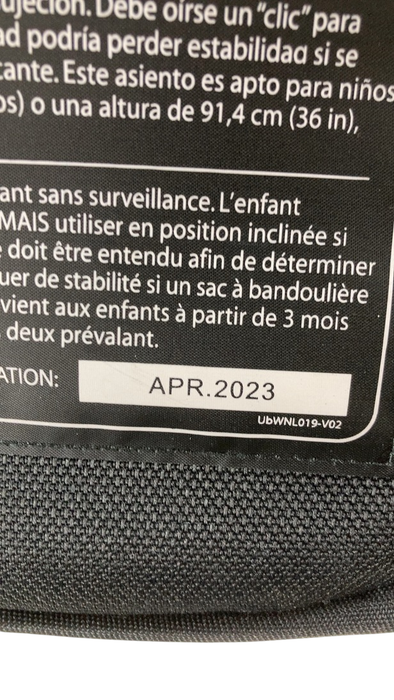 ujeción. Debe oírse un "clic" para
ad podría perder estabilidad si se
cante. Este asiento es apto para niños
os) o una altura de 91,4 cm (36 in),
ant sans surveillance. L'enfant
MAIS utiliser en position inclinée si
doit être entendu afin de déterminer
uer de stabilité si un sac à bandoulière
vient aux enfants à partir de 3 mois
deux prévalant.
ATION: APR.2023
UbWNL019-V02